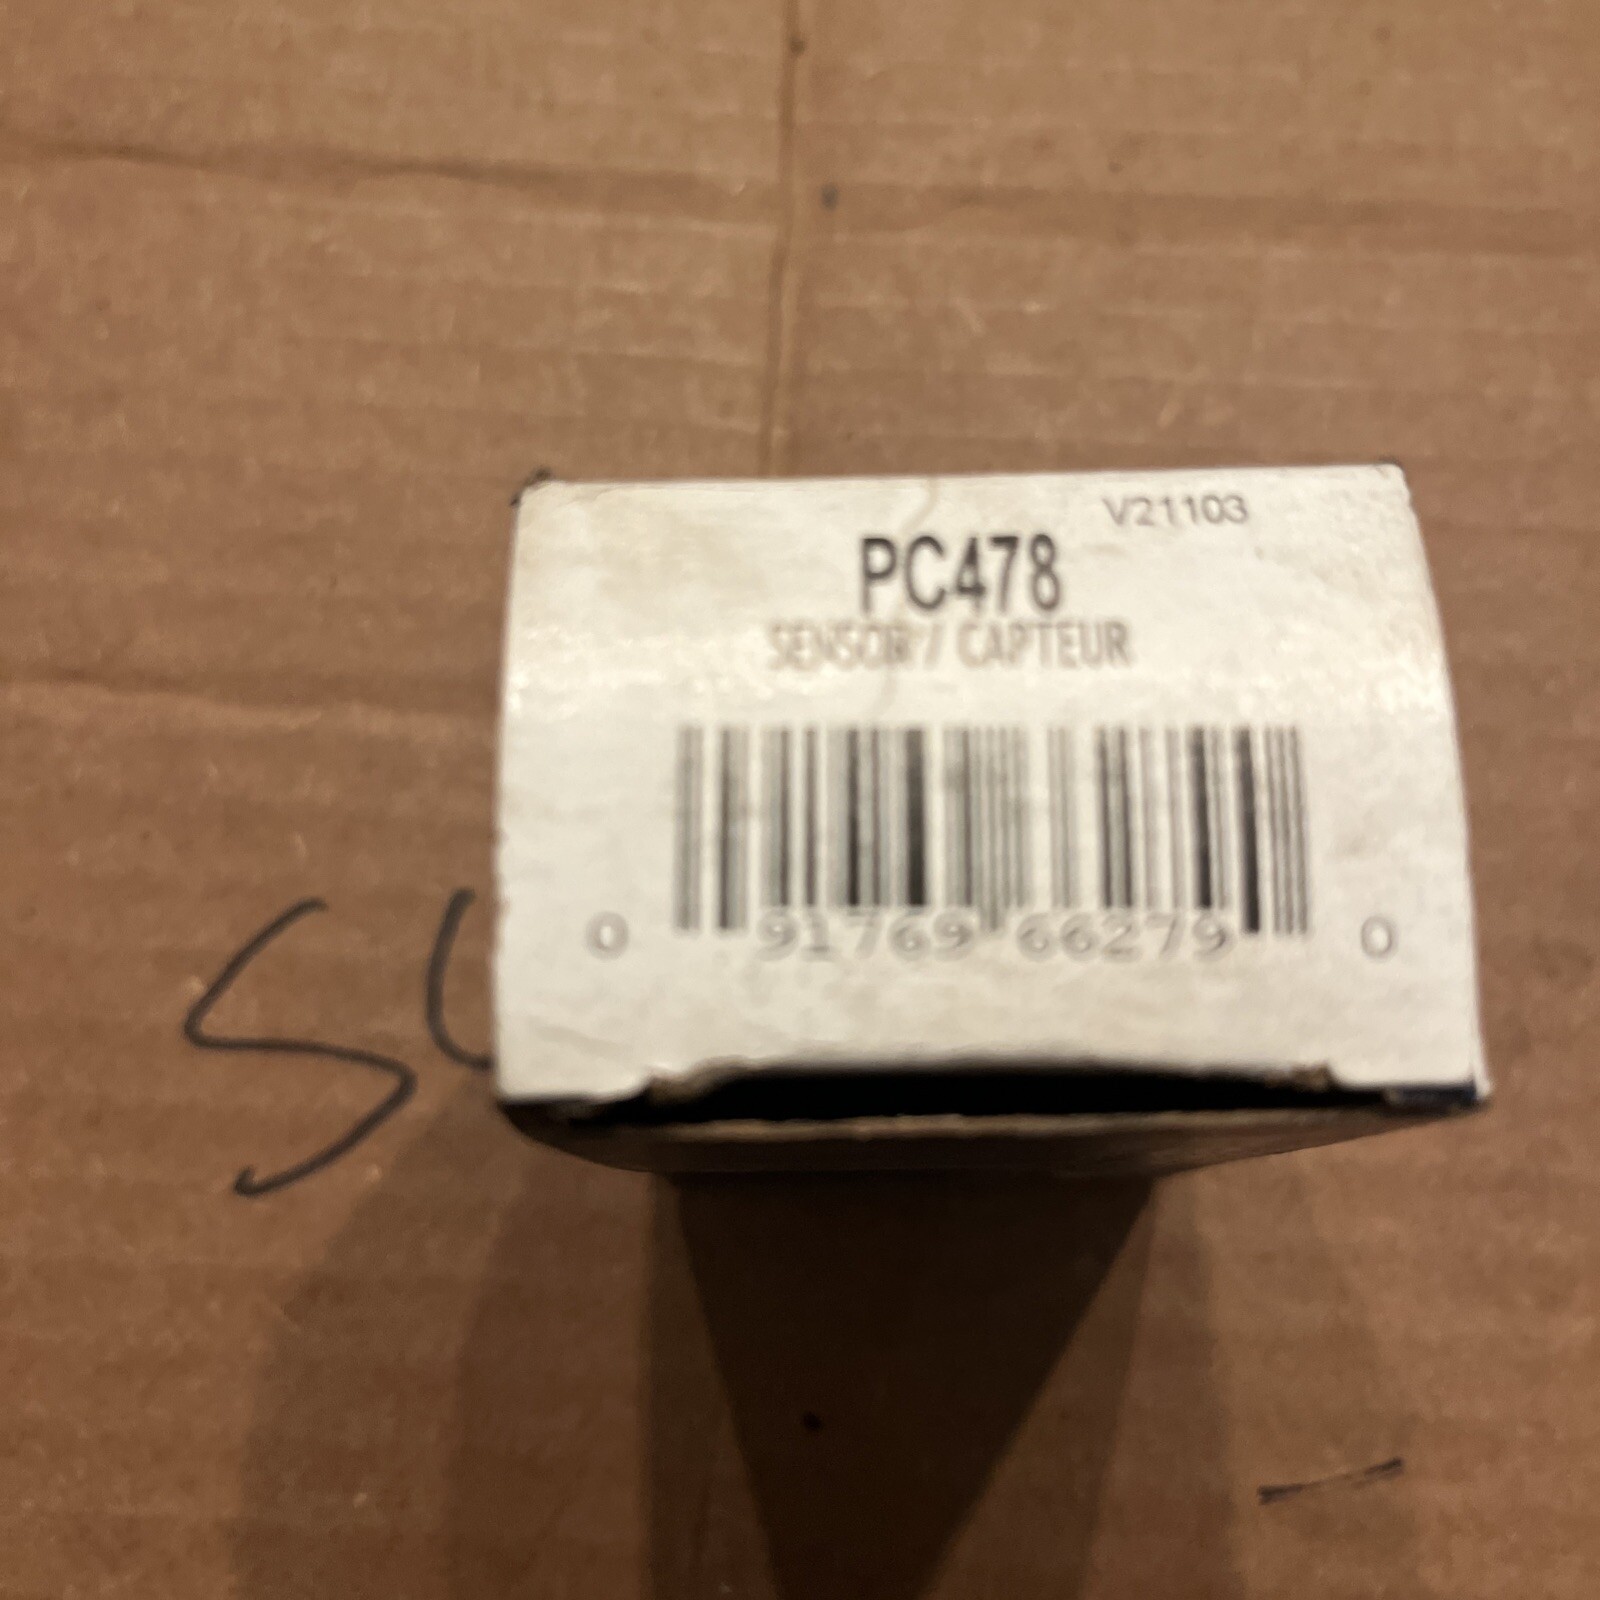 V21103
PC478
SENSOR / CAPTEUR
0 91769 66279 0